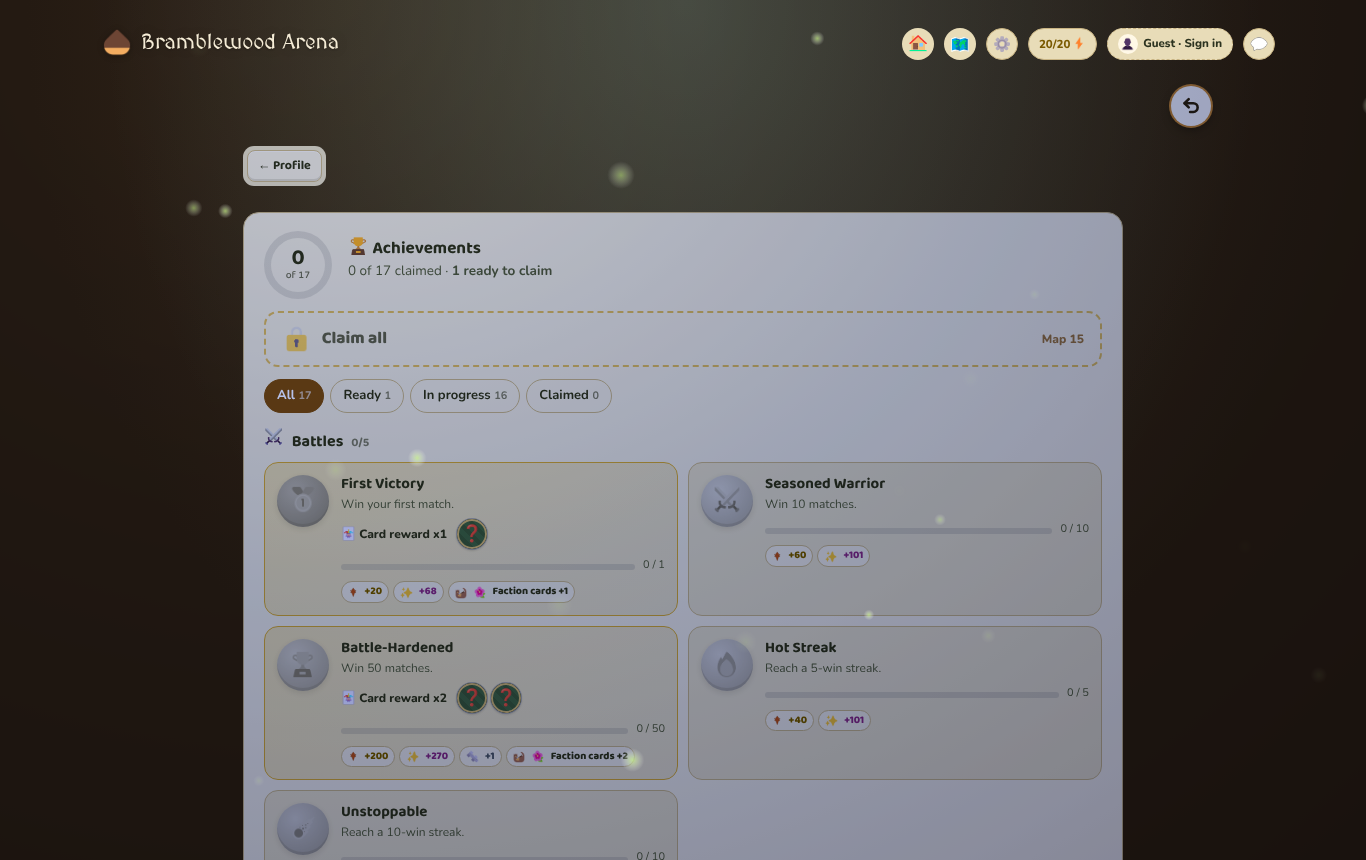 Bramblewood Arena
20/20
Guest · Sign in
← Profile
0
of 17
Achievements
0 of 17 claimed · 1 ready to claim
Claim all
Map 15
All 17
Ready 1
In progress 16
Claimed 0
Battles 0/5
First Victory
Win your first match.
Card reward x1
0 / 1
+20
+68
Faction cards +1
Seasoned Warrior
Win 10 matches.
0 / 10
+60
+101
Battle-Hardened
Win 50 matches.
Card reward x2
0 / 50
+200
+270
+1
Faction cards +2
Hot Streak
Reach a 5-win streak.
0 / 5
+40
+101
Unstoppable
Reach a 10-win streak.
0 / 10